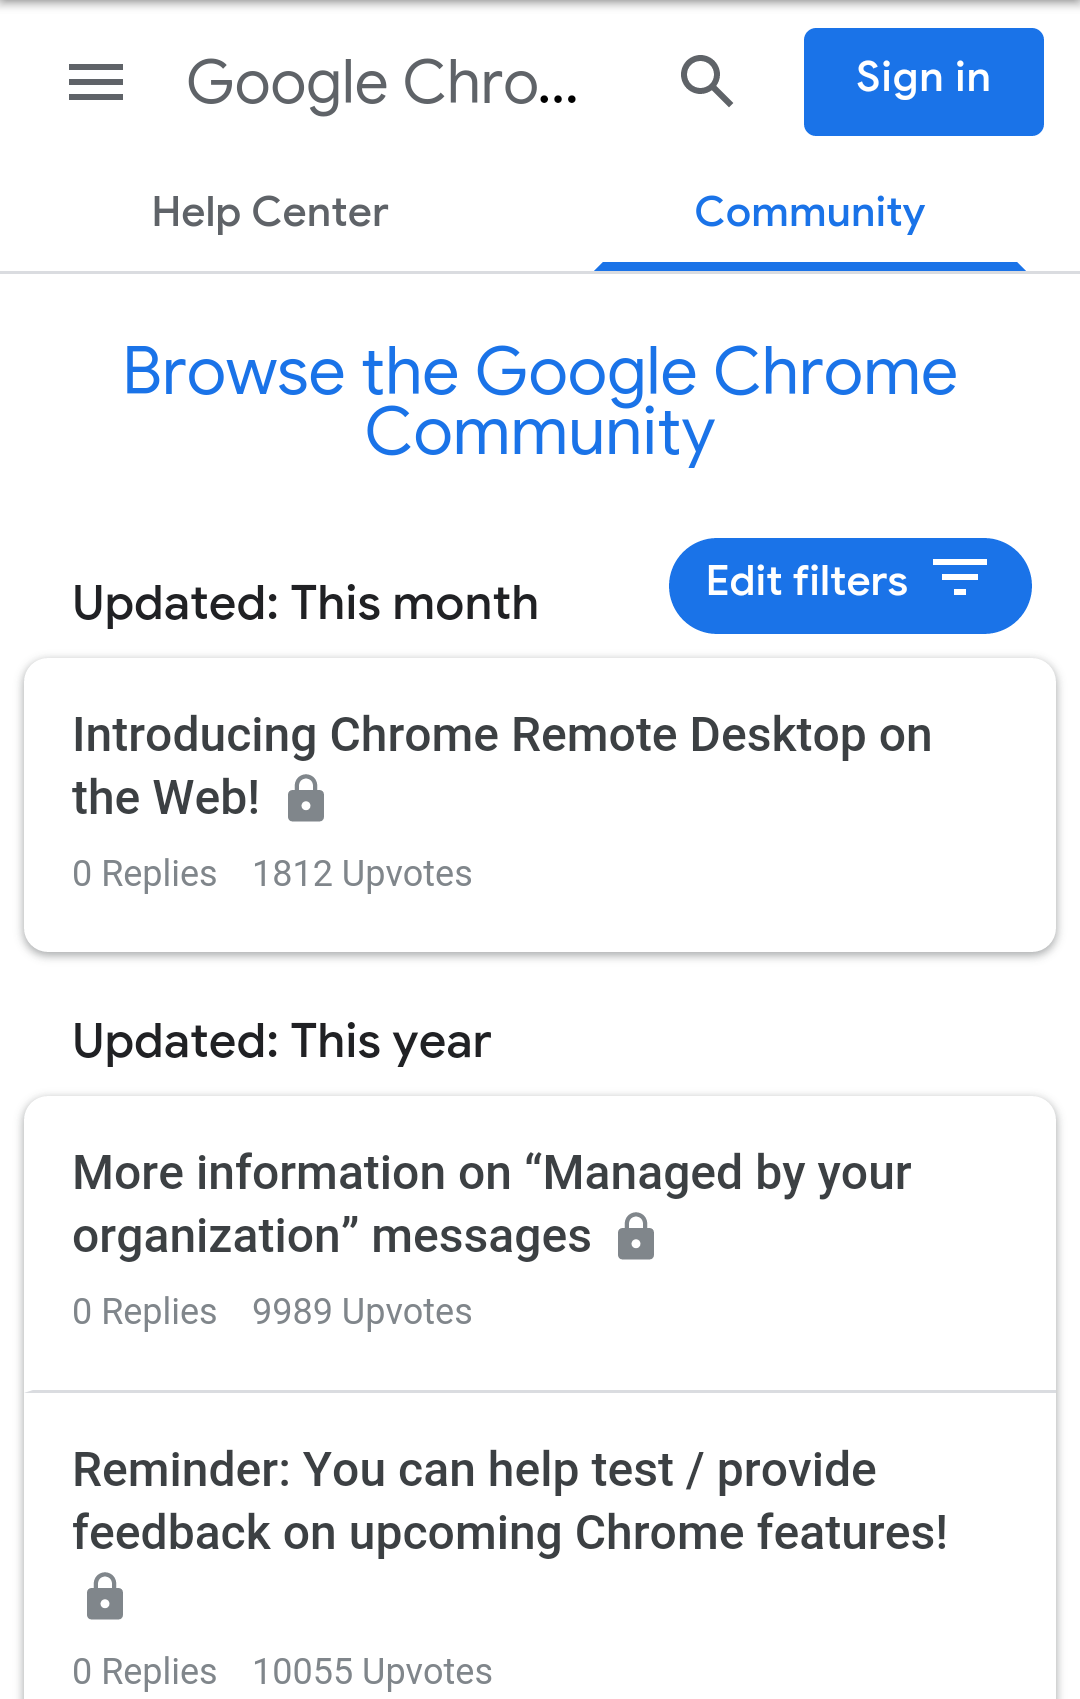 Google Chro...
Sign in
Help Center
Community
Browse the Google Chrome
Community
Updated: This month
Edit filters
Introducing Chrome Remote Desktop on
the Web!
0 Replies 1812 Upvotes
Updated: This year
More information on “Managed by your
organization” messages
0 Replies 9989 Upvotes
Reminder: You can help test / provide
feedback on upcoming Chrome features!
0 Replies 10055 Upvotes